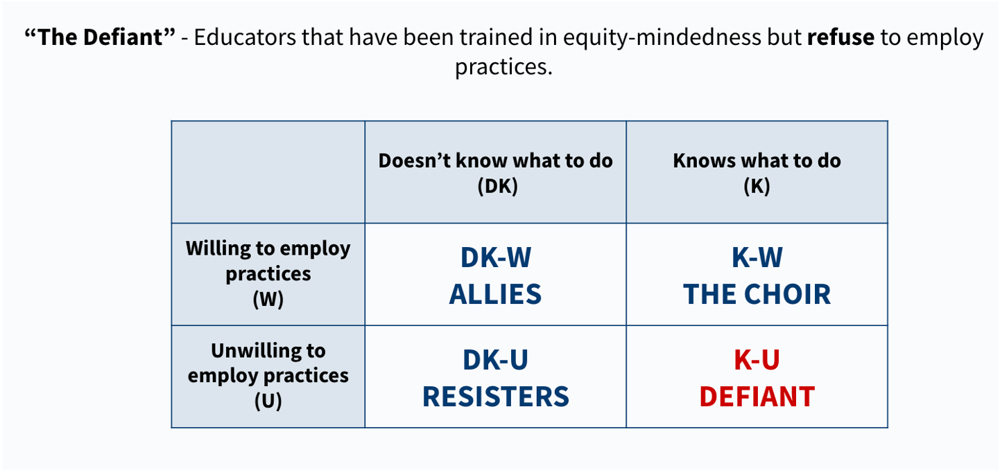 “The Defiant” - Educators that have been trained in equity-mindedness but refuse to employ
practices.
Doesn’t know what to do
(DK)
Knows what to do
(K)
Willing to employ
practices
(W)
DK-W
ALLIES
K-W
THE CHOIR
Unwilling to
employ practices
(U)
DK-U
RESISTERS
K-U
DEFIANT